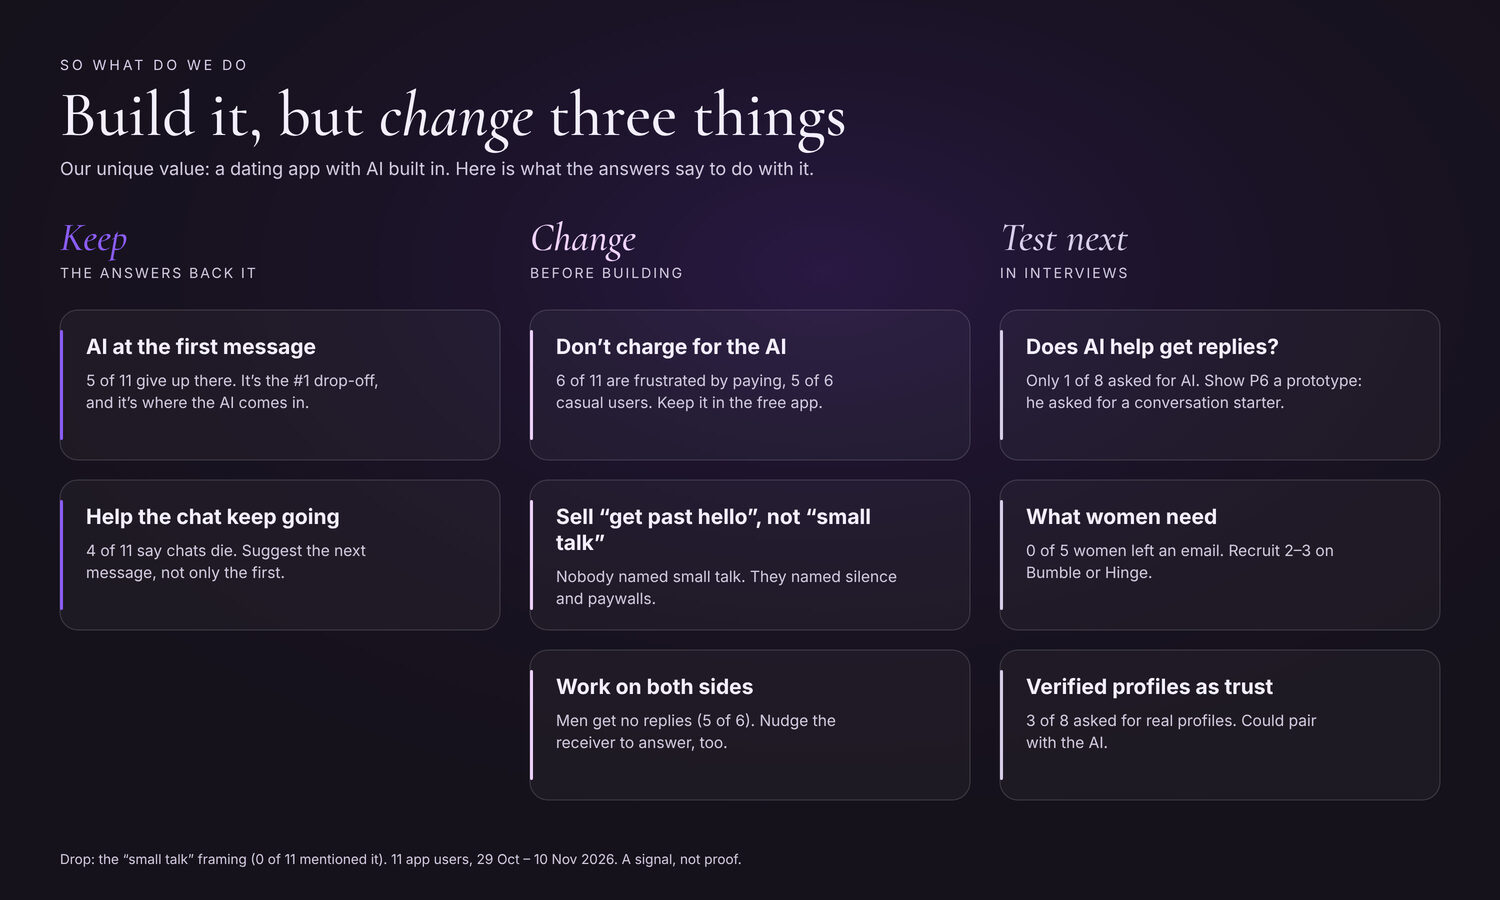 SO WHAT DO WE DO
Build it, but change three things
Our unique value: a dating app with AI built in. Here is what the answers say to do with it.
Keep
THE ANSWERS BACK IT
AI at the first message
5 of 11 give up there. It’s the #1 drop-off,
and it’s where the AI comes in.
Help the chat keep going
4 of 11 say chats die. Suggest the next
message, not only the first.
Change
BEFORE BUILDING
Don’t charge for the AI
6 of 11 are frustrated by paying, 5 of 6
casual users. Keep it in the free app.
Sell “get past hello”, not “small
talk”
Nobody named small talk. They named silence
and paywalls.
Work on both sides
Men get no replies (5 of 6). Nudge the
receiver to answer, too.
Test next
IN INTERVIEWS
Does AI help get replies?
Only 1 of 8 asked for AI. Show P6 a prototype:
he asked for a conversation starter.
What women need
0 of 5 women left an email. Recruit 2–3 on
Bumble or Hinge.
Verified profiles as trust
3 of 8 asked for real profiles. Could pair
with the AI.
Drop: the “small talk” framing (0 of 11 mentioned it). 11 app users, 29 Oct – 10 Nov 2026. A signal, not proof.